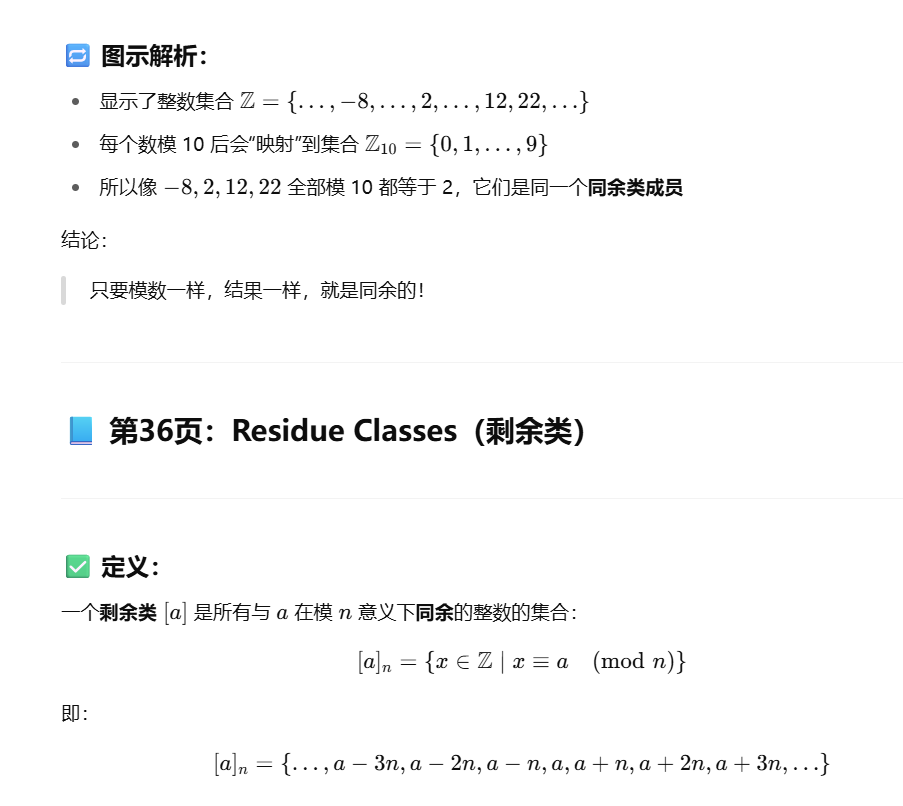 🔁 图示解析：
• 显示了整数集合 ℤ = {…, −8, …, 2, …, 12, 22, …}
• 每个数模 10 后会“映射”到集合 ℤ₁₀ = {0, 1, …, 9}
• 所以像 −8, 2, 12, 22 全部模 10 都等于 2，它们是同一个同余类成员
结论：
只要模数一样，结果一样，就是同余的！
📘 第36页：Residue Classes（剩余类）
✅ 定义：
一个剩余类 [a] 是所有与 a 在模 n 意义下同余的整数的集合：
[a]ₙ = {x ∈ ℤ ∣ x ≡ a (mod n)}
即：
[a]ₙ = {…, a − 3n, a − 2n, a − n, a, a + n, a + 2n, a + 3n, …}